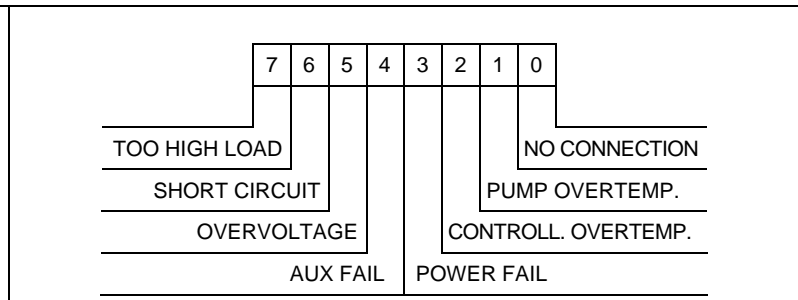 7 6 5 4 3 2 1 0
TOO HIGH LOAD NO CONNECTION
SHORT CIRCUIT PUMP OVERTEMP.
OVERVOLTAGE CONTROLL. OVERTEMP.
AUX FAIL POWER FAIL